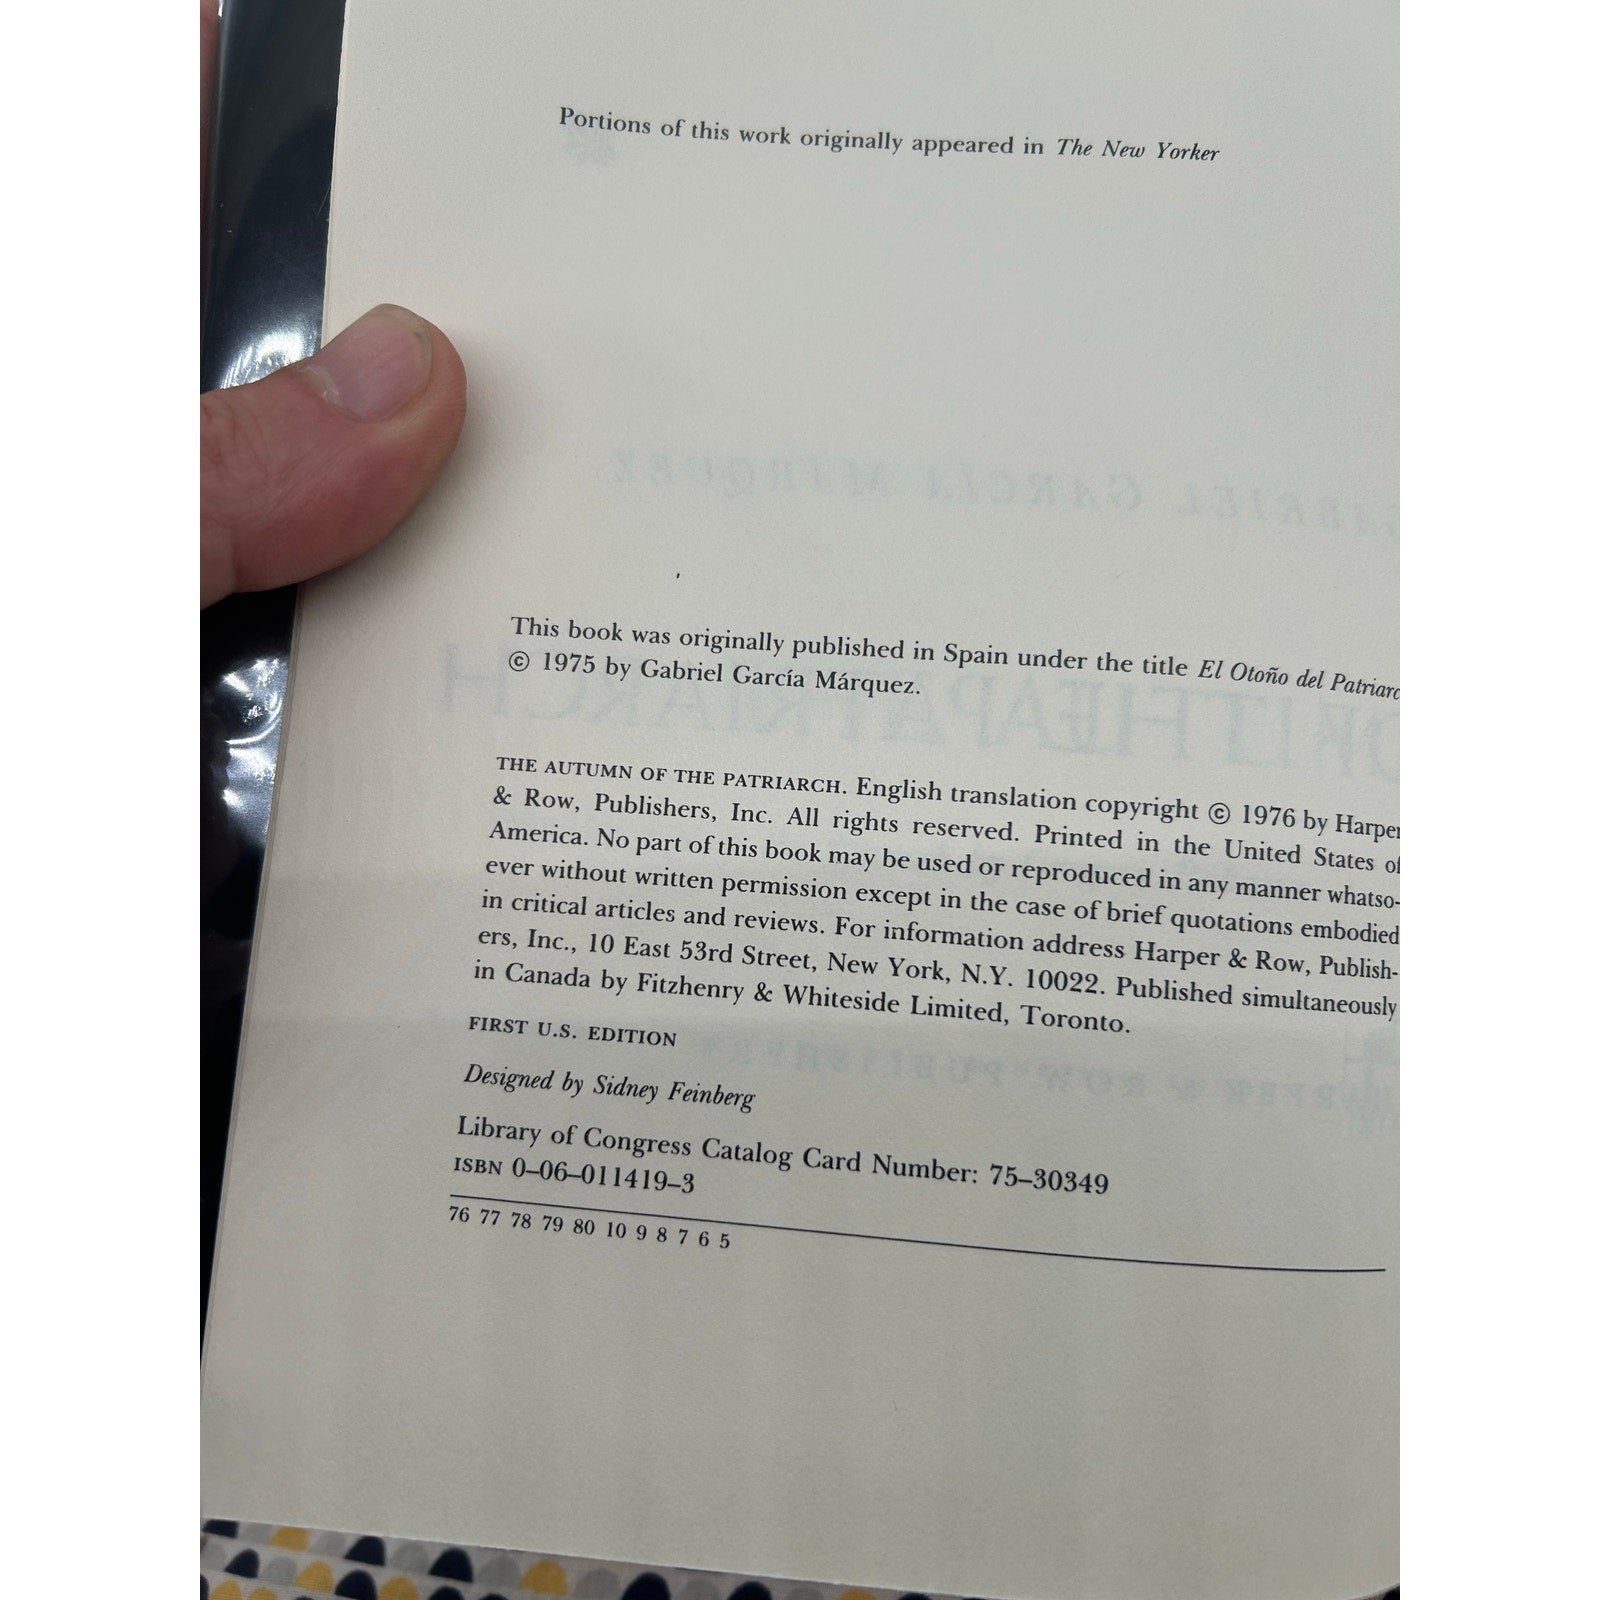 Portions of this work originally appeared in The New Yorker
This book was originally published in Spain under the title El Otoño del Patriarc
© 1975 by Gabriel García Márquez.
THE AUTUMN OF THE PATRIARCH. English translation copyright © 1976 by Harper
& Row, Publishers, Inc. All rights reserved. Printed in the United States of
America. No part of this book may be used or reproduced in any manner whatso-
ever without written permission except in the case of brief quotations embodied
in critical articles and reviews. For information address Harper & Row, Publish-
ers, Inc., 10 East 53rd Street, New York, N.Y. 10022. Published simultaneously
in Canada by Fitzhenry & Whiteside Limited, Toronto.
FIRST U.S. EDITION
Designed by Sidney Feinberg
Library of Congress Catalog Card Number: 75–30349
ISBN 0–06–011419–3
76 77 78 79 80 10 9 8 7 6 5